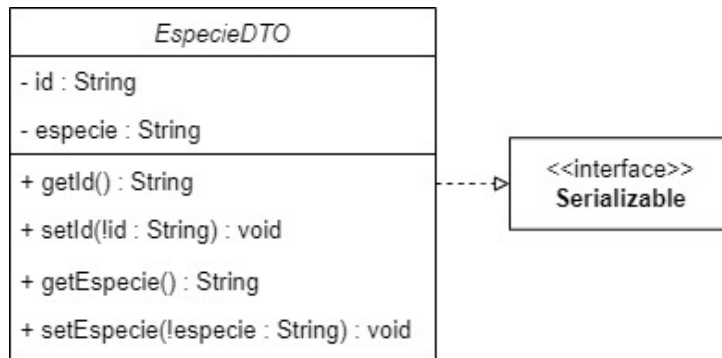 EspecieDTO
- id : String
- especie : String
+ getId() : String
+ setId(!id : String) : void
+ getEspecie() : String
+ setEspecie(!especie : String) : void
<<interface>>
Serializable